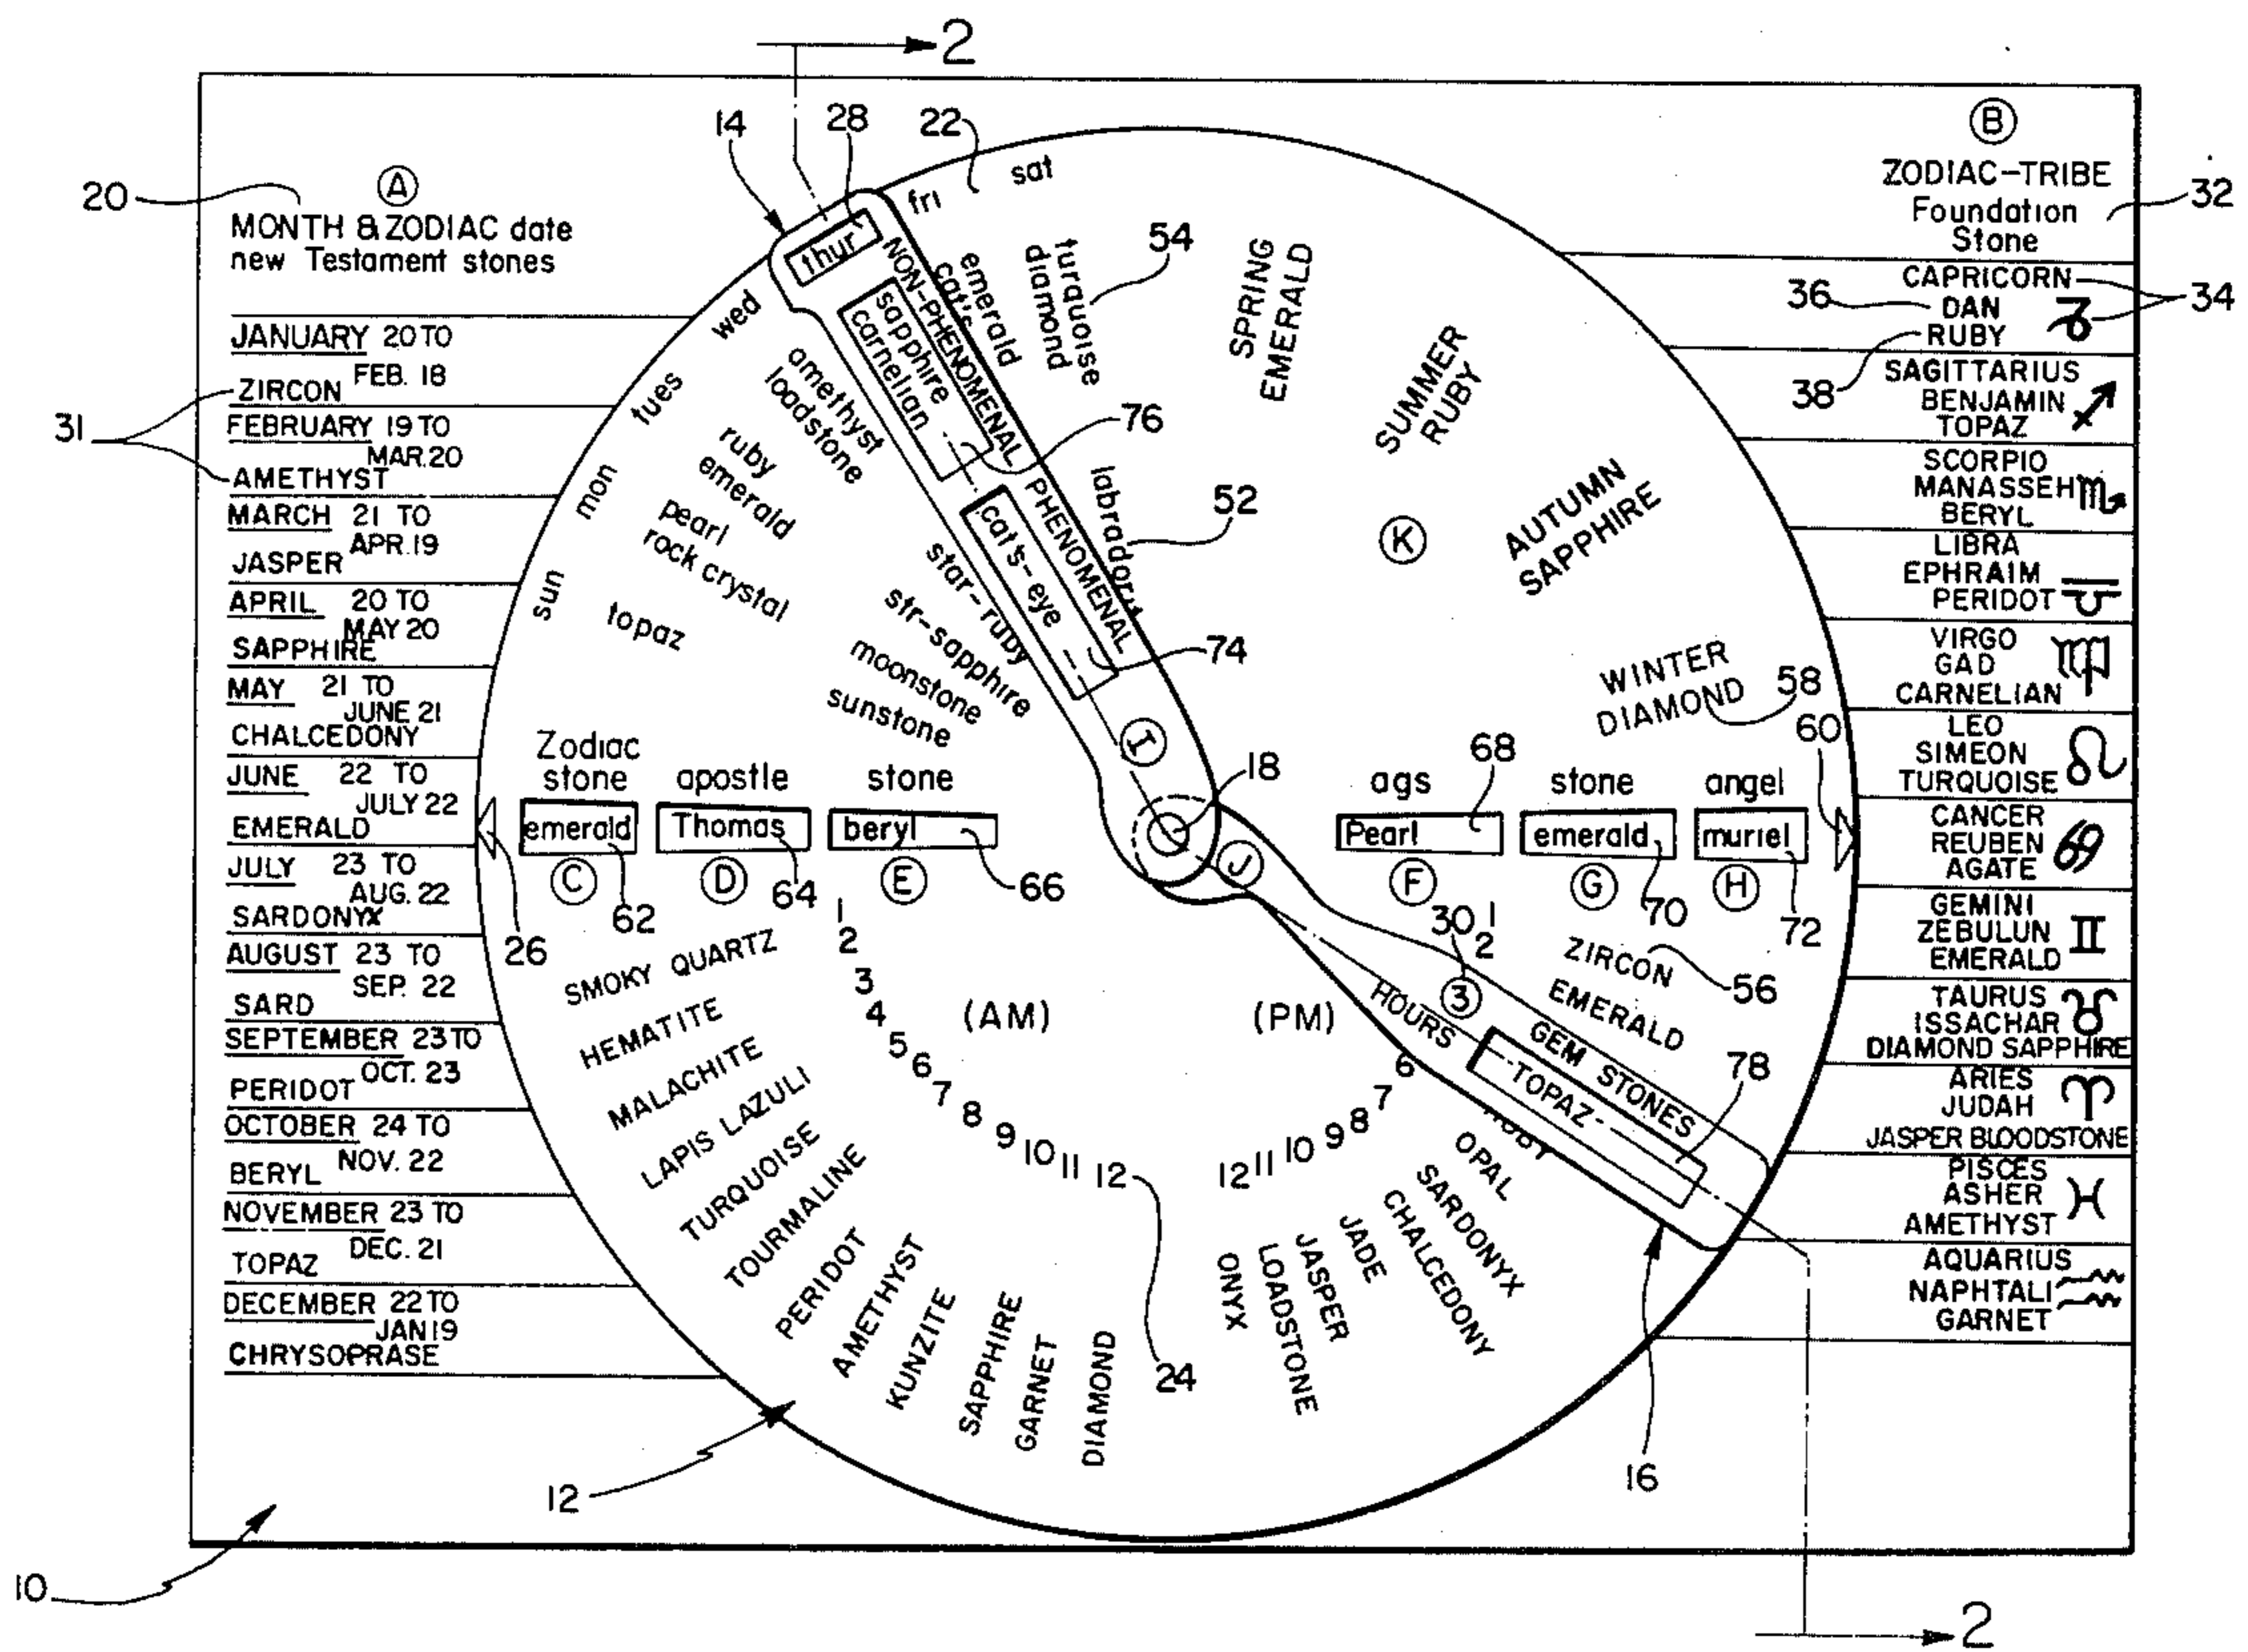 2
14
28
22
20
A
MONTH & ZODIAC date
new Testament stones
JANUARY 20 TO
FEB. 18
ZIRCON
FEBRUARY 19 TO
MAR. 20
AMETHYST
31
MARCH 21 TO
APR. 19
JASPER
APRIL 20 TO
MAY 20
SAPPHIRE
MAY 21 TO
JUNE 21
CHALCEDONY
JUNE 22 TO
JULY 22
EMERALD
JULY 23 TO
AUG. 22
SARDONYX
AUGUST 23 TO
SEP. 22
SARD
SEPTEMBER 23 TO
OCT. 23
PERIDOT
OCTOBER 24 TO
NOV. 22
BERYL
NOVEMBER 23 TO
DEC. 21
TOPAZ
DECEMBER 22 TO
JAN 19
CHRYSOPRASE
12
10
sun
mon
tues
wed
thur
fri
sat
topaz
pearl
rock crystal
ruby
emerald
amethyst
loadstone
NON-PHENOMENAL
sapphire
carnelian
emerald
cat's
turquoise
diamond
54
76
sunstone
moonstone
str-sapphire
star-ruby
PHENOMENAL
cat's-eye
labradorit
52
74
I
18
SPRING
EMERALD
SUMMER
RUBY
K
AUTUMN
SAPPHIRE
WINTER
DIAMOND
58
60
Zodiac
stone
apostle
stone
emerald
Thomas
beryl
C
D
E
62
64
66
26
ags
68
stone
angel
Pearl
emerald
muriel
F
G
H
70
72
J
1
2
3
4
5
6
7
8
9
10
11
12
(AM)
SMOKY QUARTZ
HEMATITE
MALACHITE
LAPIS LAZULI
TURQUOISE
TOURMALINE
PERIDOT
AMETHYST
KUNZITE
SAPPHIRE
GARNET
DIAMOND
24
(PM)
30
1
2
3
6
7
8
9
10
11
12
HOURS
GEM STONES
TOPAZ
78
ZIRCON
56
EMERALD
RUBY
OPAL
SARDONYX
CHALCEDONY
JADE
JASPER
LOADSTONE
ONYX
16
B
ZODIAC-TRIBE
Foundation
Stone
32
CAPRICORN
DAN
RUBY
34
36
38
SAGITTARIUS
BENJAMIN
TOPAZ
SCORPIO
MANASSEH
BERYL
LIBRA
EPHRAIM
PERIDOT
VIRGO
GAD
CARNELIAN
LEO
SIMEON
TURQUOISE
CANCER
REUBEN
AGATE
GEMINI
ZEBULUN
EMERALD
TAURUS
ISSACHAR
DIAMOND SAPPHIRE
ARIES
JUDAH
JASPER BLOODSTONE
PISCES
ASHER
AMETHYST
AQUARIUS
NAPHTALI
GARNET
2